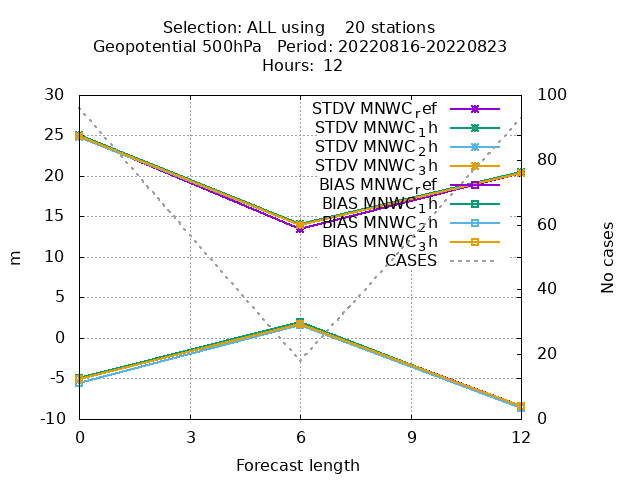 Selection: ALL using    20 stations
Geopotential 500hPa   Period: 20220816-20220823
Hours: 12
30
25
20
15
10
5
0
-5
-10
m
100
80
60
40
20
0
No cases
STDV MNWC_ref
STDV MNWC_1h
STDV MNWC_2h
STDV MNWC_3h
BIAS MNWC_ref
BIAS MNWC_1h
BIAS MNWC_2h
BIAS MNWC_3h
CASES
0 3 6 9 12
Forecast length